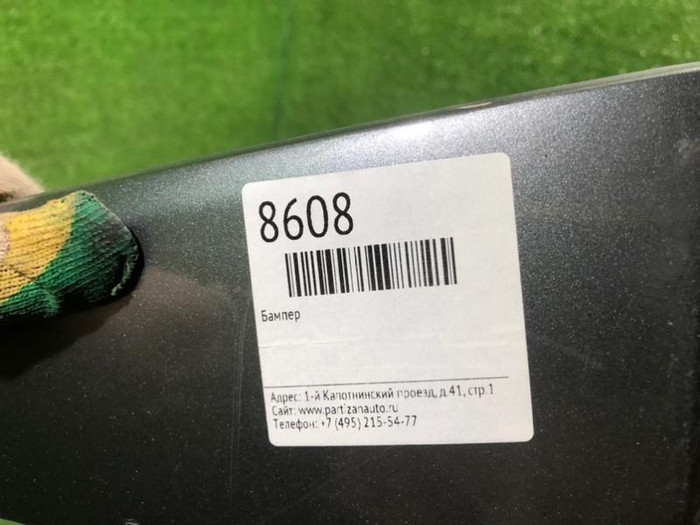 8608
Бампер
Адрес: 1-й Капотнинский проезд, д.41, стр.1
Сайт: www.partizanauto.ru
Телефон: +7 (495) 215-54-77